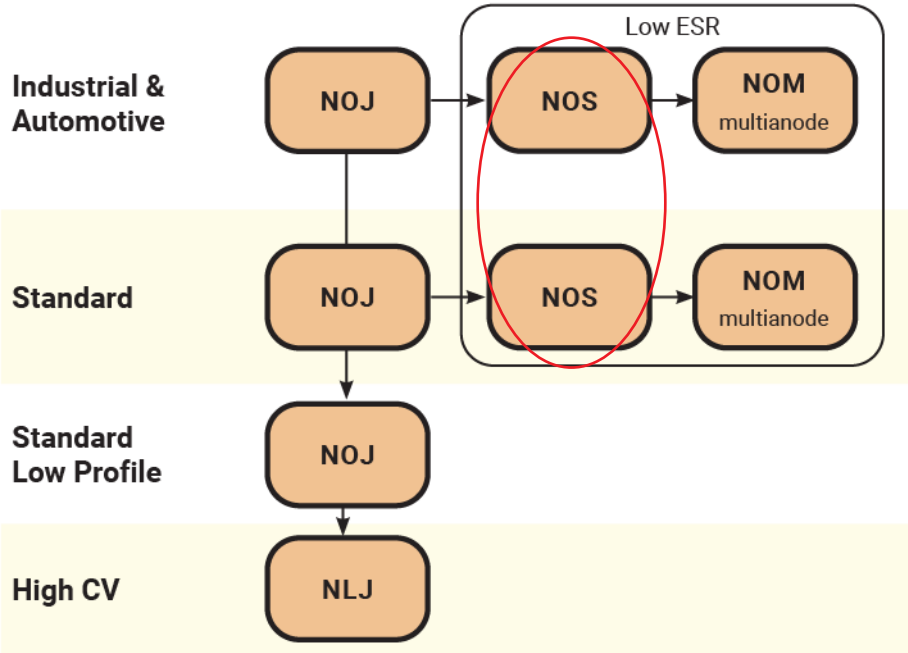 Low ESR
Industrial &
Automotive
NOJ
NOS
NOM
multianode
Standard
NOJ
NOS
NOM
multianode
Standard
Low Profile
NOJ
High CV
NLJ